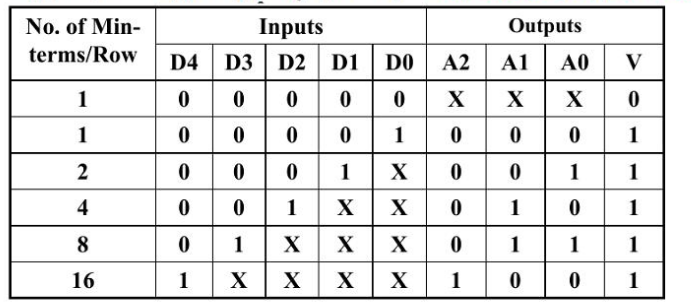 No. of Min-terms/Row Inputs Outputs
D4 D3 D2 D1 D0 A2 A1 A0 V
1 0 0 0 0 0 X X X 0
1 0 0 0 0 1 0 0 0 1
2 0 0 0 1 X 0 0 1 1
4 0 0 1 X X 0 1 0 1
8 0 1 X X X 0 1 1 1
16 1 X X X X 1 0 0 1